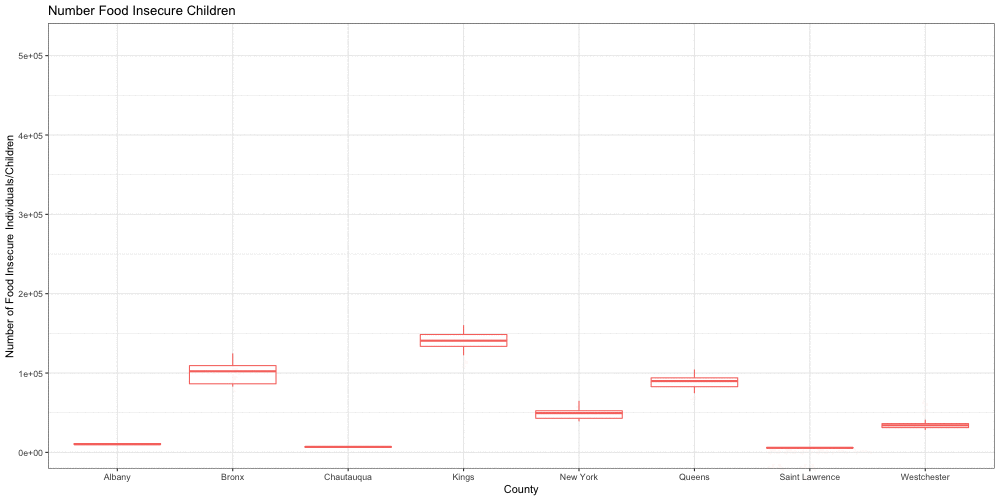 Number Food Insecure Children
Number of Food Insecure Individuals/Children
5e+05
4e+05
3e+05
2e+05
1e+05
0e+00
Albany Bronx Chautauqua Kings New York Queens Saint Lawrence Westchester
County